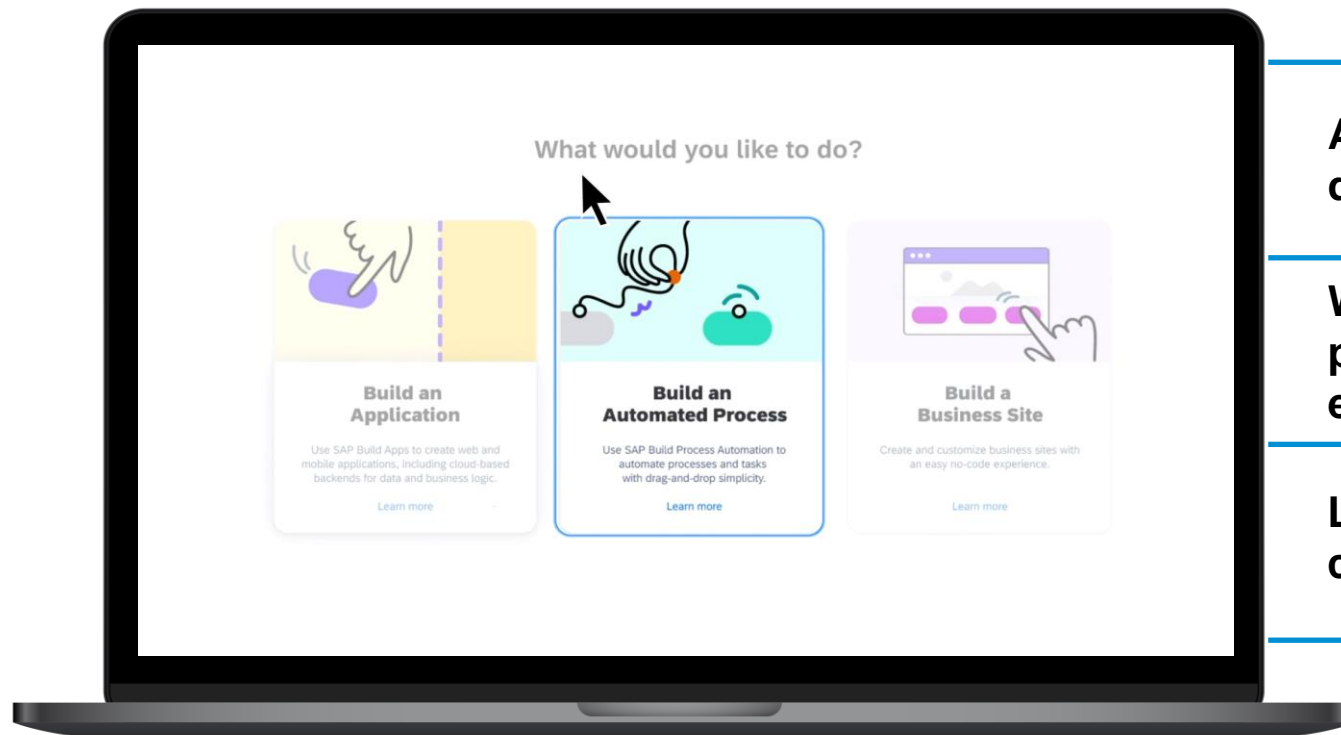 What would you like to do?
Build an
Application
Use SAP Build Apps to create web and
mobile applications, including cloud-based
backends for data and business logic.
Learn more
Build an
Automated Process
Use SAP Build Process Automation to
automate processes and tasks
with drag-and-drop simplicity.
Learn more
Build a
Business Site
Create and customize business sites with
an easy no-code experience.
Learn more